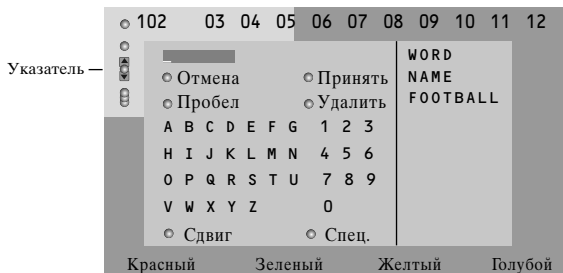 102 03 04 05 06 07 08 09 10 11 12
Указатель
Отмена Принять
Пробел Удалить
A B C D E F G 1 2 3
H I J K L M N 4 5 6
O P Q R S T U 7 8 9
V W X Y Z 0
Сдвиг Спец.
WORD
NAME
FOOTBALL
Красный Зеленый Желтый Голубой